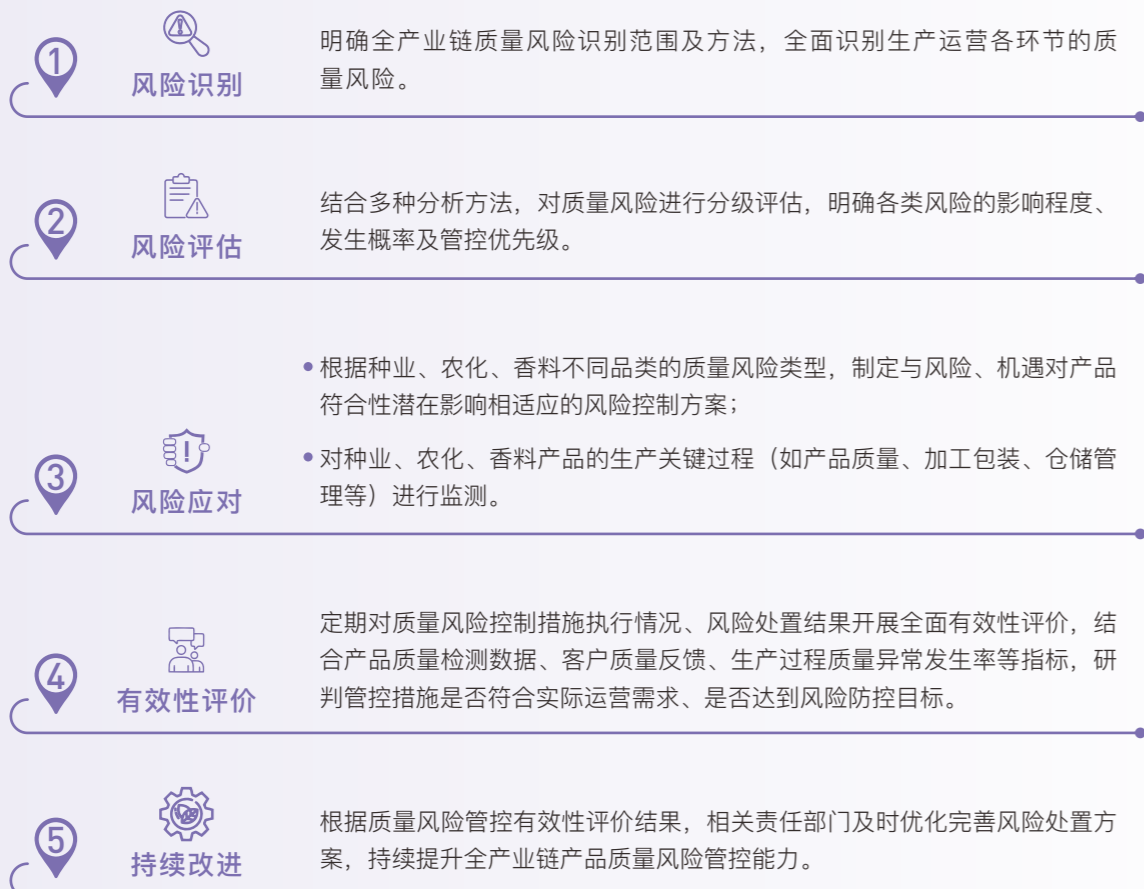 1
风险识别
明确全产业链质量风险识别范围及方法，全面识别生产运营各环节的质
量风险。
2
风险评估
结合多种分析方法，对质量风险进行分级评估，明确各类风险的影响程度、
发生概率及管控优先级。
3
风险应对
•根据种业、农化、香料不同品类的质量风险类型，制定与风险、机遇对产品
符合性潜在影响相适应的风险控制方案；
•对种业、农化、香料产品的生产关键过程（如产品质量、加工包装、仓储管
理等）进行监测。
4
有效性评价
定期对质量风险控制措施执行情况、风险处置结果开展全面有效性评价，结
合产品质量检测数据、客户质量反馈、生产过程质量异常发生率等指标，研
判管控措施是否符合实际运营需求、是否达到风险防控目标。
5
持续改进
根据质量风险管控有效性评价结果，相关责任部门及时优化完善风险处置方
案，持续提升全产业链产品质量风险管控能力。